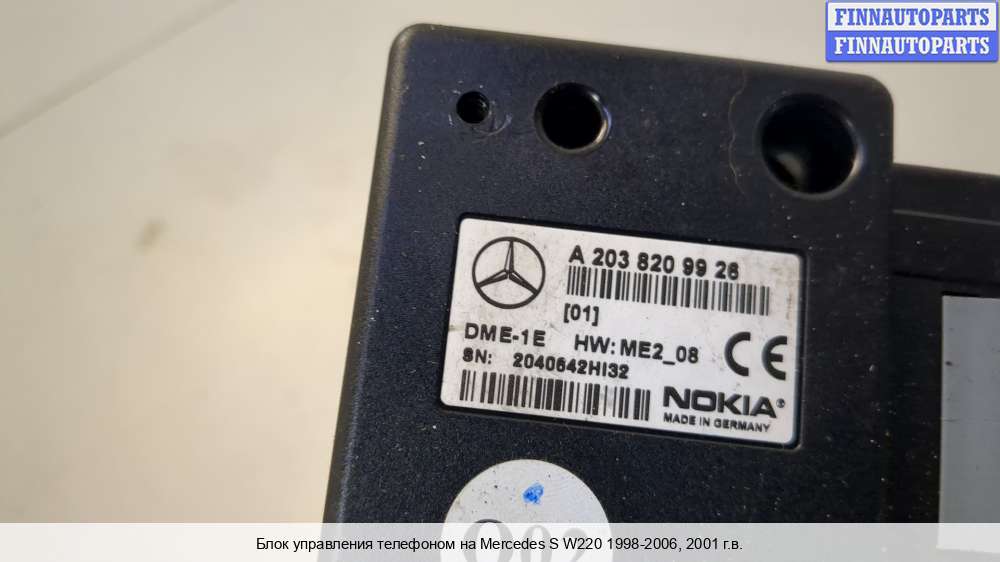 FINNAUTOPARTS
FINNAUTOPARTS
A 203 820 99 26
[01]
DME-1E HW: ME2_08
SN: 2040642HI32
CE
NOKIA
MADE IN GERMANY
Блок управления телефоном на Mercedes S W220 1998-2006, 2001 г.в.